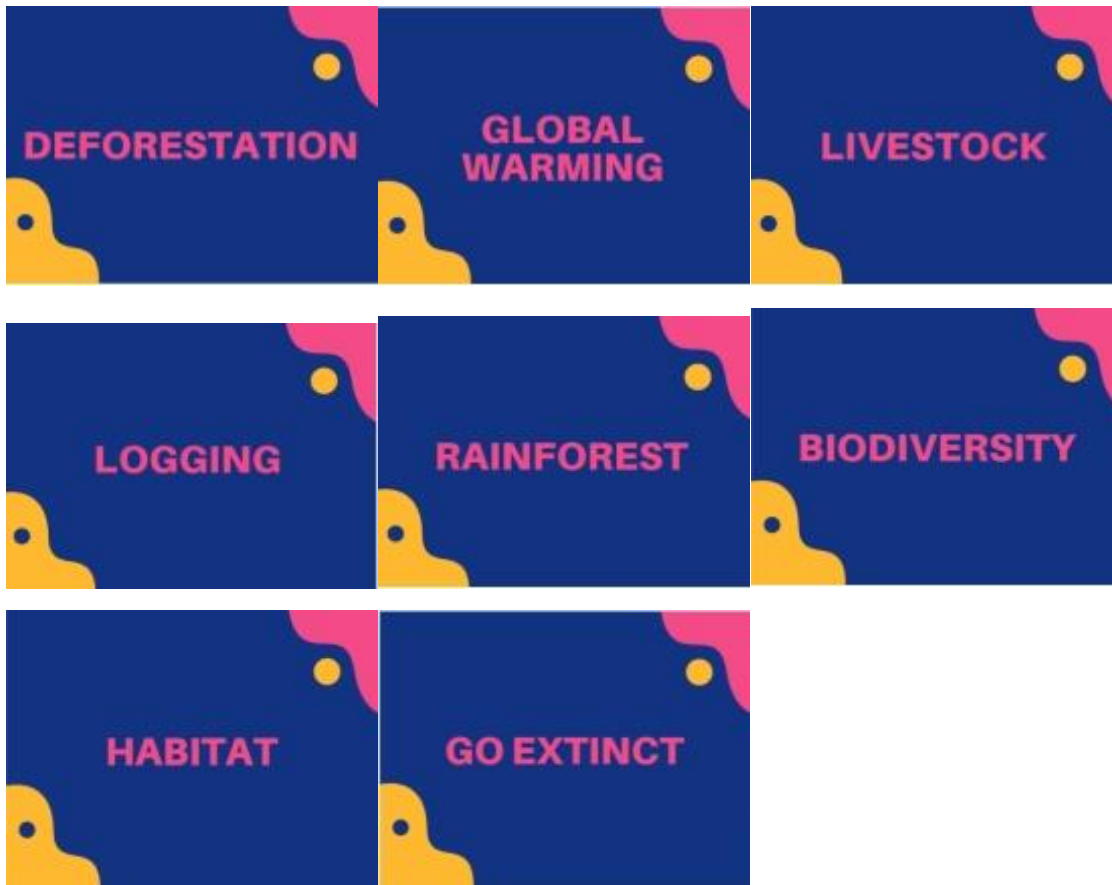 DEFORESTATION
GLOBAL
WARMING
LIVESTOCK
LOGGING
RAINFOREST
BIODIVERSITY
HABITAT
GO EXTINCT